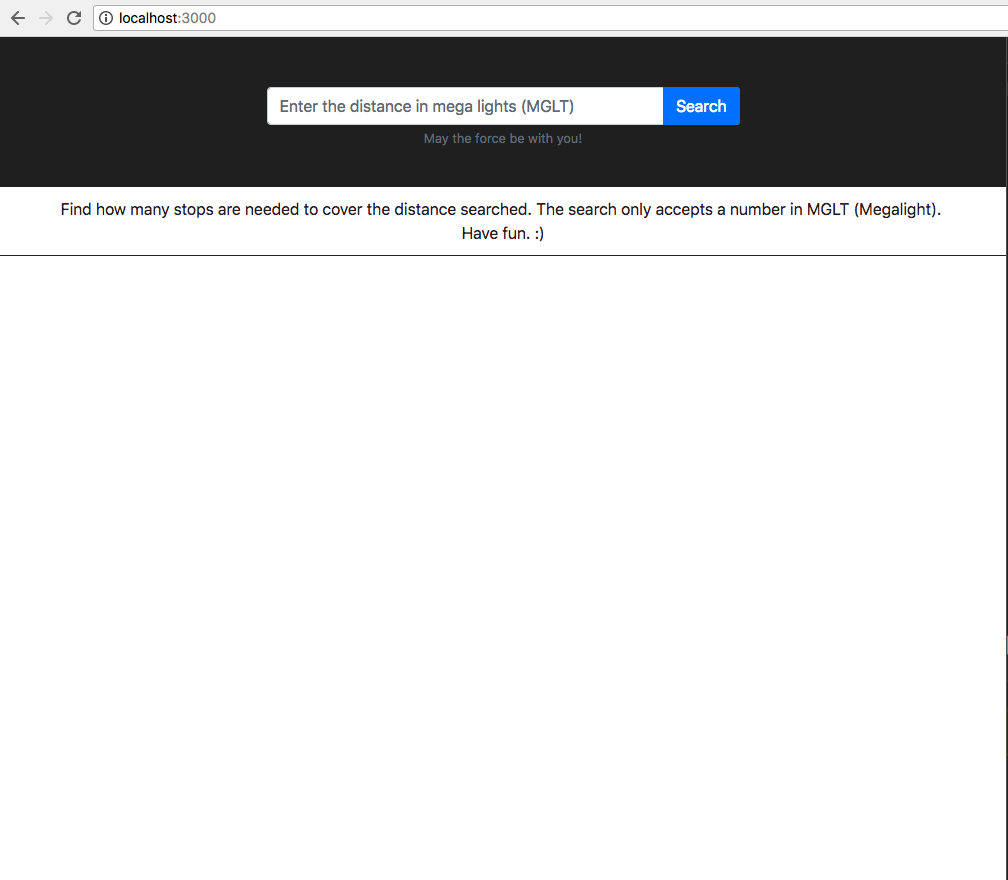 localhost:3000
Enter the distance in mega lights (MGLT)
Search
May the force be with you!
Find how many stops are needed to cover the distance searched. The search only accepts a number in MGLT (Megalight).
Have fun. :)